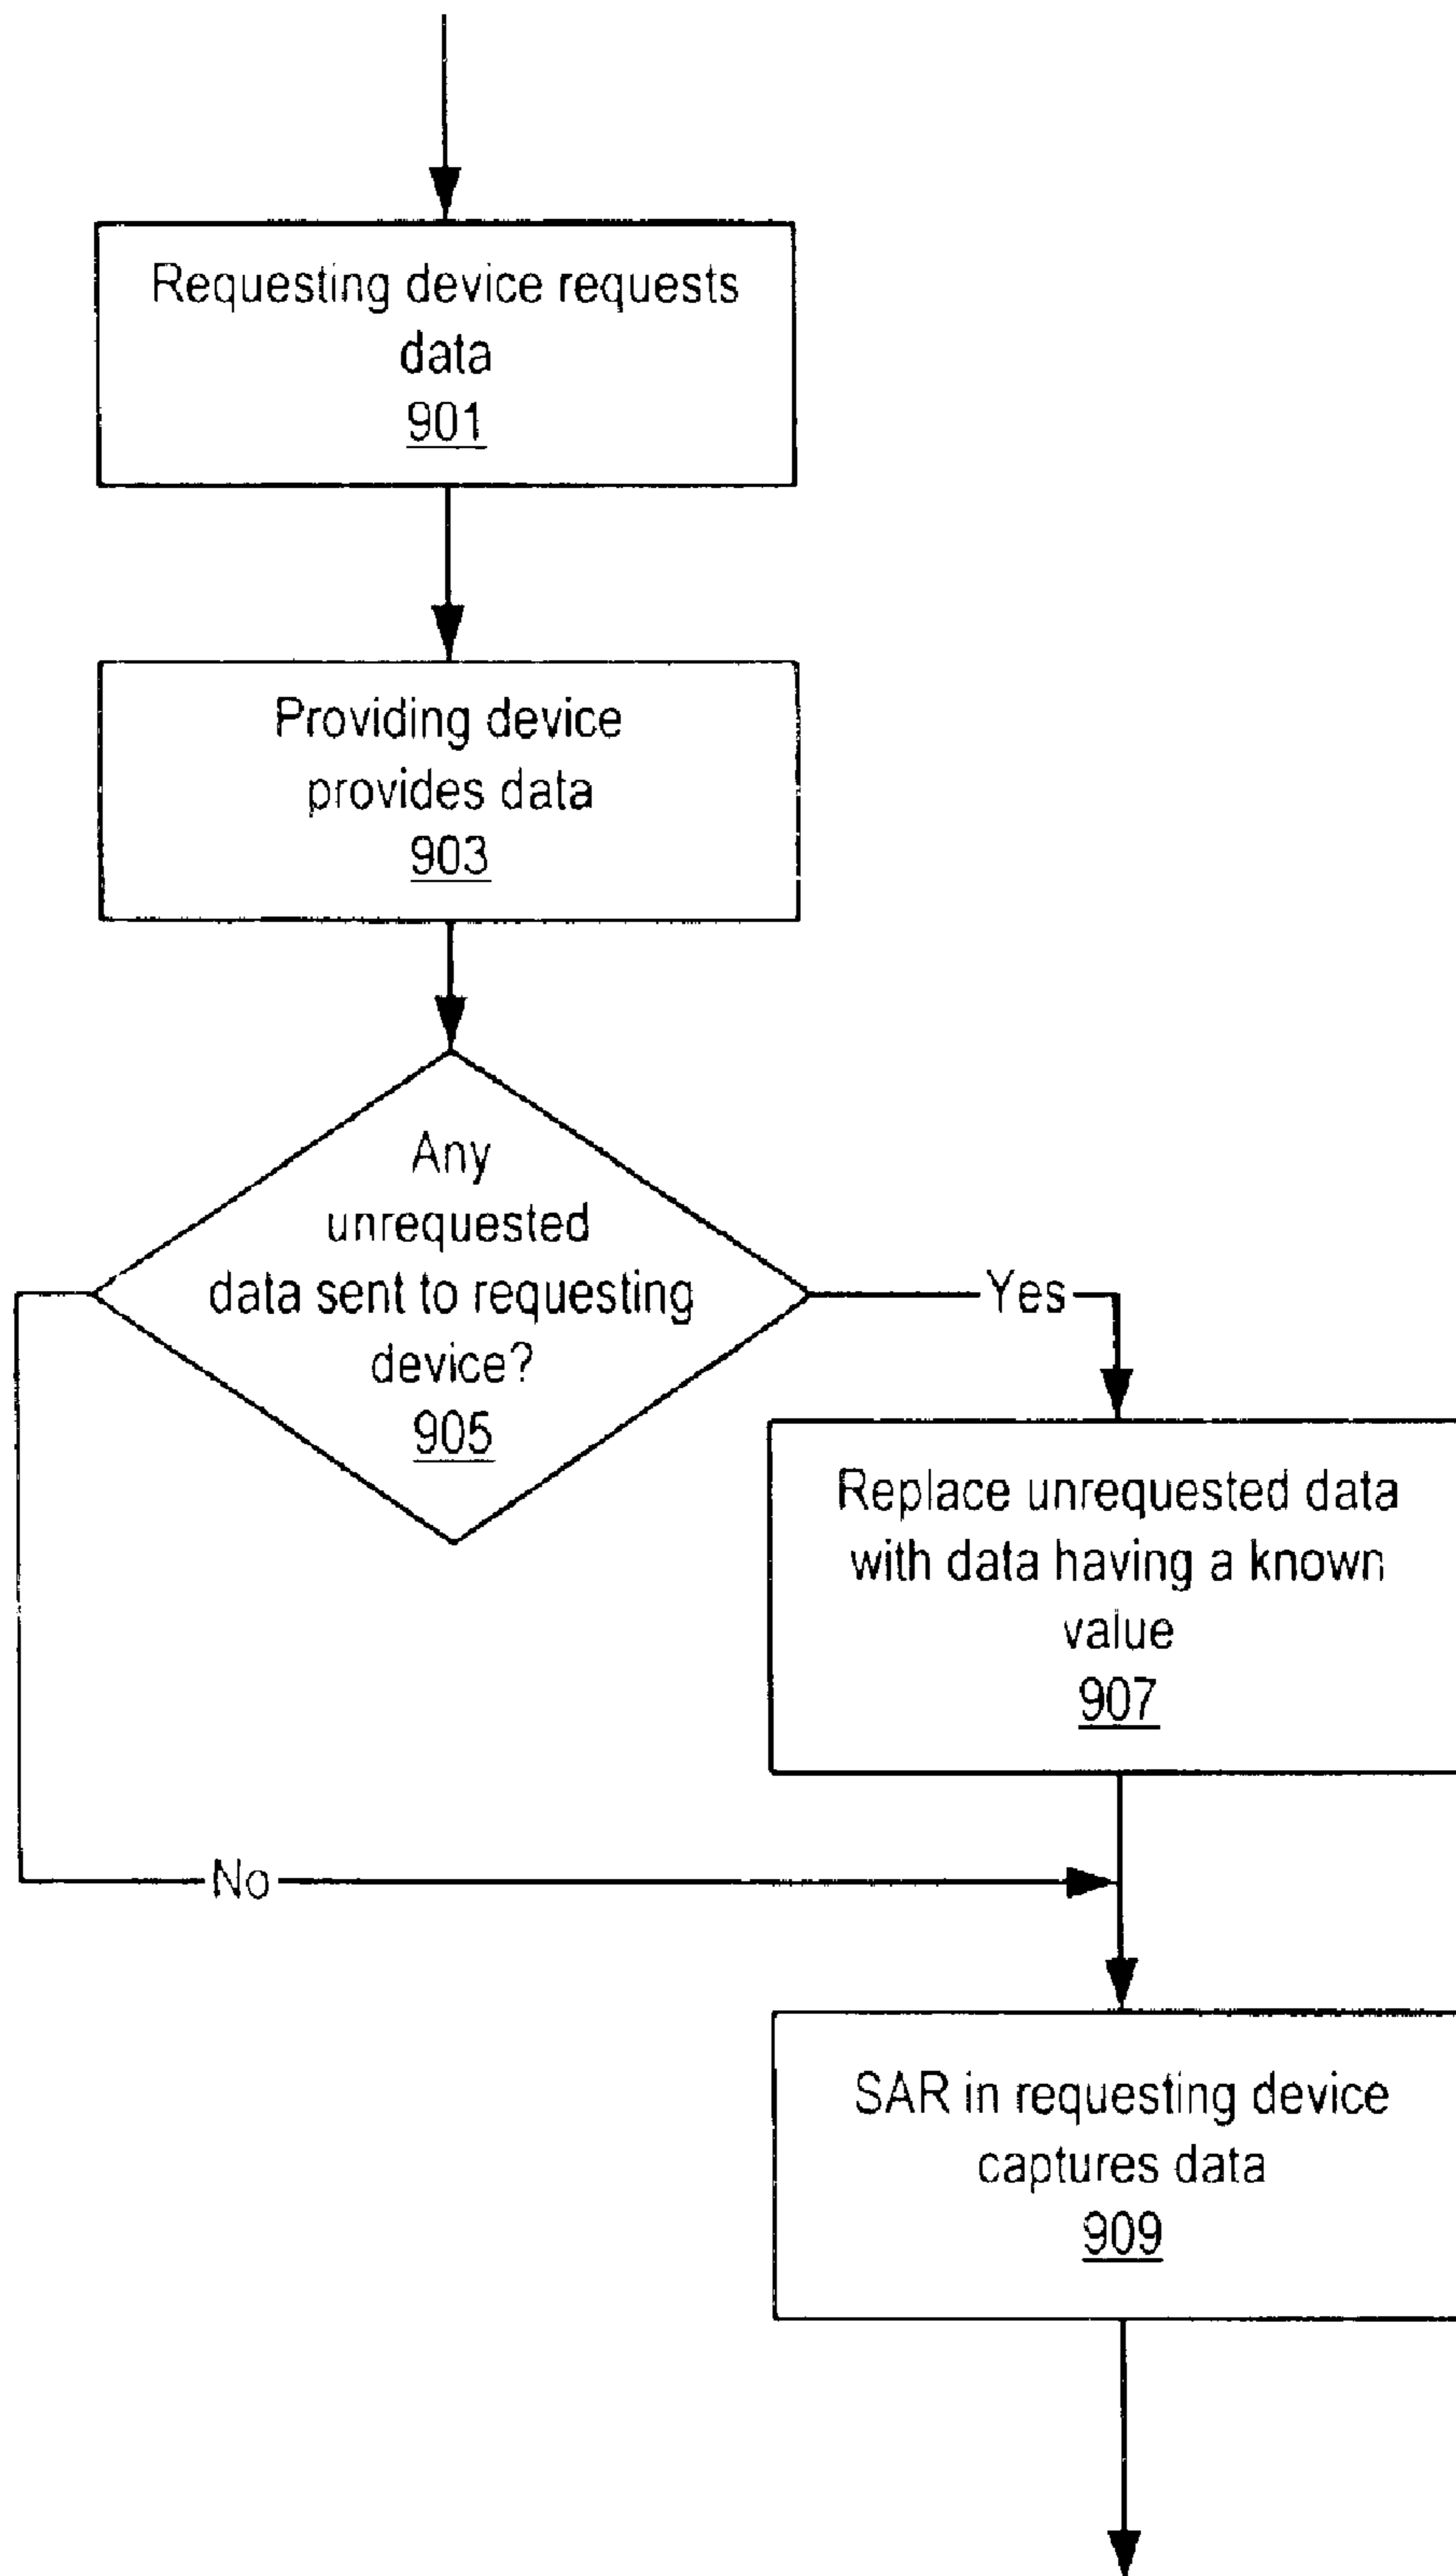 Requesting device requests
data
901
Providing device
provides data
903
Any
unrequested
data sent to requesting
device?
905
Yes
Replace unrequested data
with data having a known
value
907
No
SAR in requesting device
captures data
909